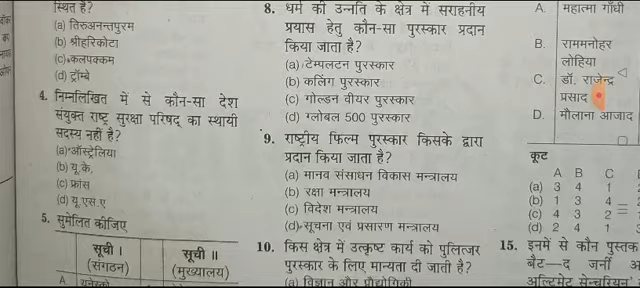 स्थित है?
(a) तिरुअनन्तपुरम
(b) श्रीहरिकोटा
(c) कलपक्कम
(d) ट्रॉम्बे
4. निम्नलिखित में से कौन-सा देश
संयुक्त राष्ट्र सुरक्षा परिषद् का स्थायी
सदस्य नहीं है?
(a) ऑस्ट्रेलिया
(b) यू.के.
(c) फ्रांस
(d) यू.एस.ए
5. सुमेलित कीजिए
सूची I सूची II
(संगठन) (मुख्यालय)
A. यूनेस्को
8. धर्म की उन्नति के क्षेत्र में सराहनीय
प्रयास हेतु कौन-सा पुरस्कार प्रदान
किया जाता है?
(a) टेम्पलटन पुरस्कार
(b) कलिंग पुरस्कार
(c) गोल्डन वीयर पुरस्कार
(d) ग्लोबल 500 पुरस्कार
9. राष्ट्रीय फिल्म पुरस्कार किसके द्वारा
प्रदान किया जाता है?
(a) मानव संसाधन विकास मन्त्रालय
(b) रक्षा मन्त्रालय
(c) विदेश मन्त्रालय
(d) सूचना एवं प्रसारण मन्त्रालय
10. किस क्षेत्र में उत्कृष्ट कार्य को पुलित्जर
पुरस्कार के लिए मान्यता दी जाती है?
(a) विज्ञान और प्रौद्योगिकी
A. महात्मा गाँधी
B. राममनोहर
लोहिया
C. डॉ. राजेन्द्र
प्रसाद
D. मौलाना आजाद
कूट
A B C
(a) 3 4 1
(b) 1 3 4
(c) 4 3 2
(d) 2 4 1
15. इनमें से कौन पुस्तक
बैट—द जर्नी
अल्टिमेट सेन्चुरियन'